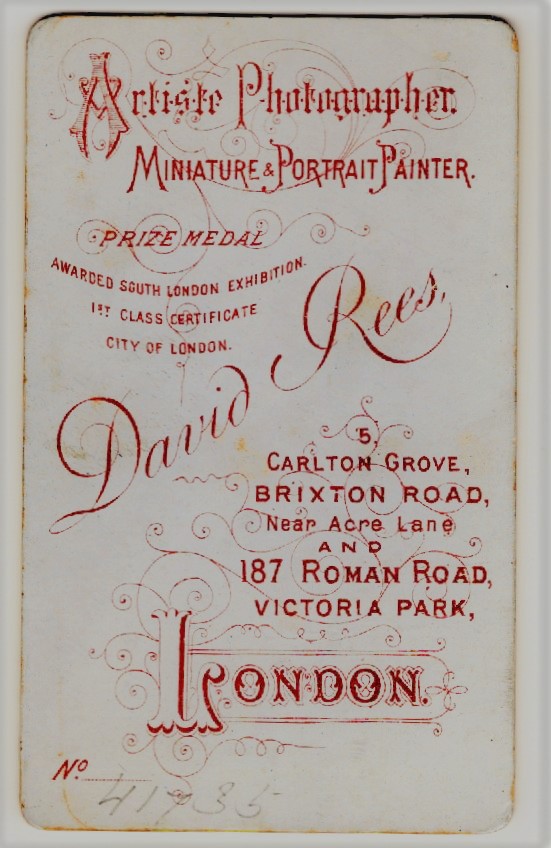 Artiste Photographer.
MINIATURE & PORTRAIT PAINTER.
PRIZE MEDAL
AWARDED SOUTH LONDON EXHIBITION.
1ST CLASS CERTIFICATE
CITY OF LONDON.
David Rees,
5,
CARLTON GROVE,
BRIXTON ROAD,
Near Acre Lane
AND
187 ROMAN ROAD,
VICTORIA PARK,
LONDON.
No 41735